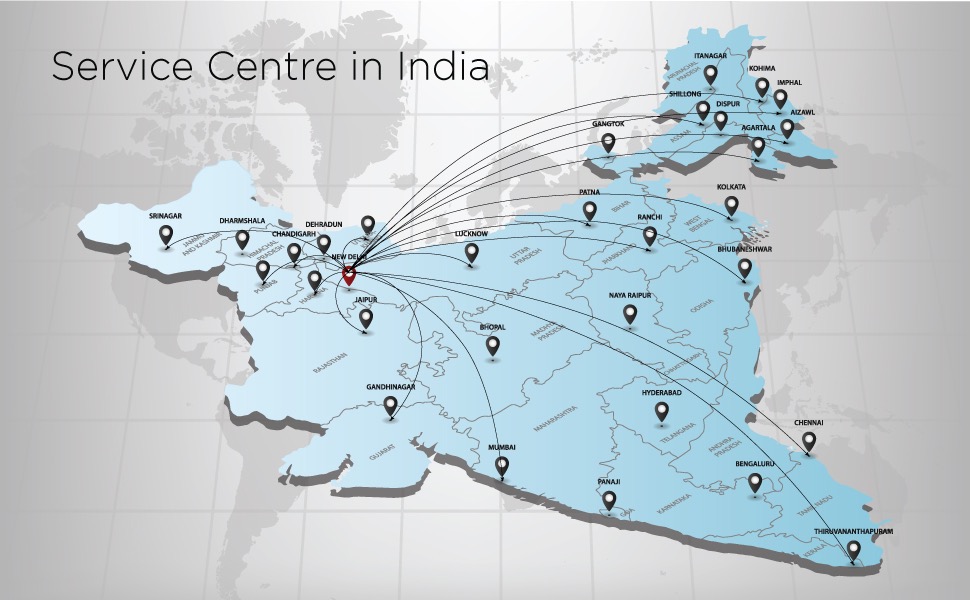 Service Centre in India
ITANAGAR
ARUNACHAL
PRADESH
KOHIMA
IMPHAL
SHILLONG
DISPUR
AIZAWL
GANGTOK
AGARTALA
ASSAM
PATNA
KOLKATA
BIHAR
SRINAGAR
DHARMSHALA
DEHRADUN
RANCHI
WEST
BENGAL
CHANDIGARH
LUCKNOW
JAMMU
AND KASHMIR
HIMACHAL
PRADESH
NEW DELHI
UTTAR
PRADESH
JHARKHAND
BHUBANESHWAR
PUNJAB
HARYANA
JAIPUR
NAYA RAIPUR
ODISHA
BHOPAL
MADHYA
PRADESH
RAJASTHAN
CHHATTISGARH
GANDHINAGAR
HYDERABAD
MAHARASHTRA
TELANGANA
CHENNAI
GUJRAT
ANDHRA
PRADESH
MUMBAI
BENGALURU
PANAJI
KARNATAKA
TAMIL NADU
GOA
THIRUVANANTHAPURAM
KERALA